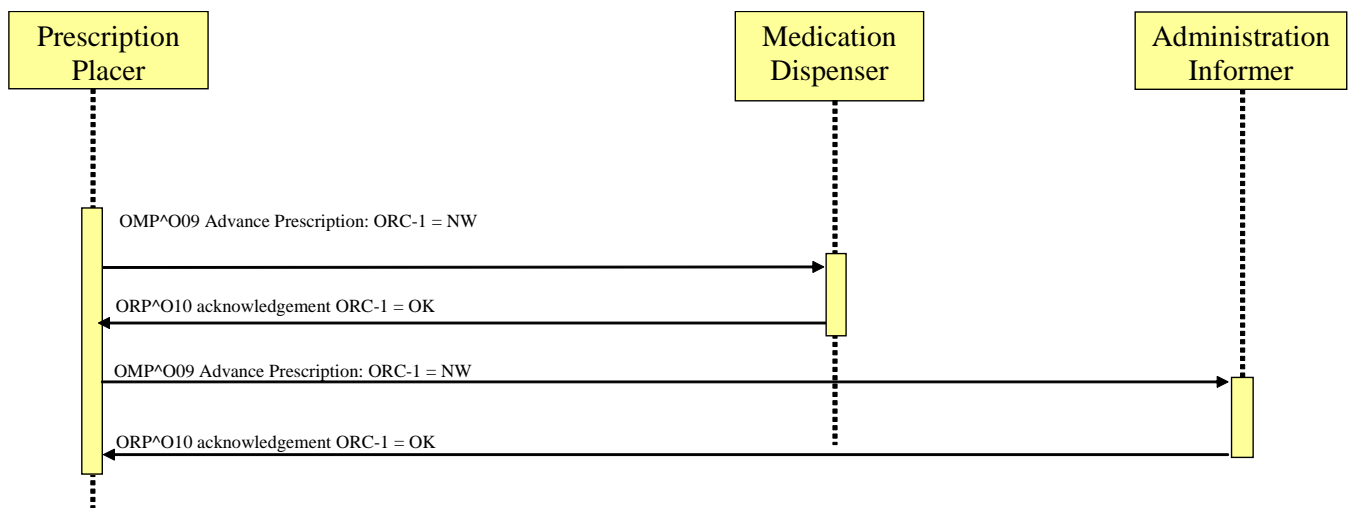 Prescription
Placer
Medication
Dispenser
Administration
Informer
OMP^O09 Advance Prescription: ORC-1 = NW
ORP^O10 acknowledgement ORC-1 = OK
OMP^O09 Advance Prescription: ORC-1 = NW
ORP^O10 acknowledgement ORC-1 = OK